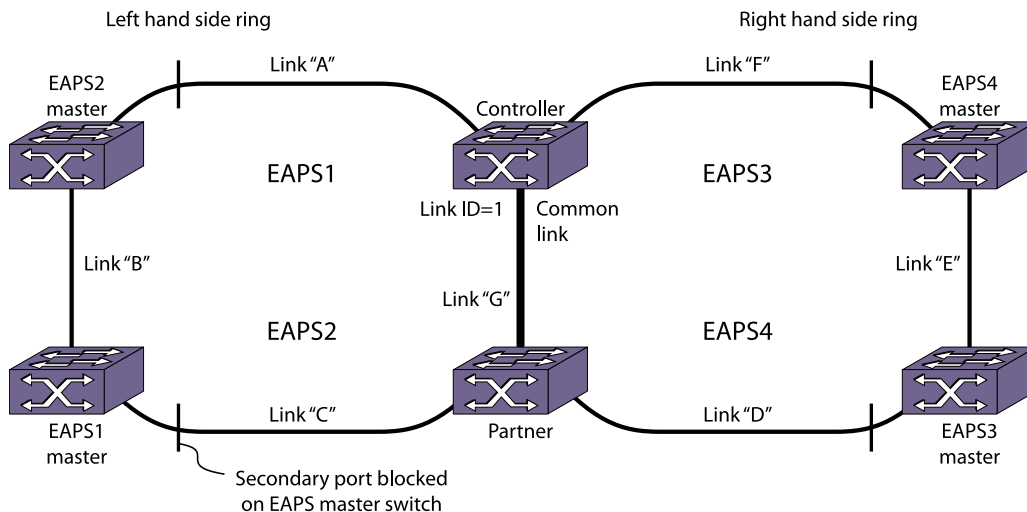 Left hand side ring
Right hand side ring
Link “A”
Link “F”
EAPS2
master
Controller
EAPS4
master
EAPS1
EAPS3
Link ID=1
Common
link
Link “B”
Link “E”
Link “G”
EAPS2
EAPS4
Link “C”
Link “D”
EAPS1
master
Partner
EAPS3
master
Secondary port blocked
on EAPS master switch